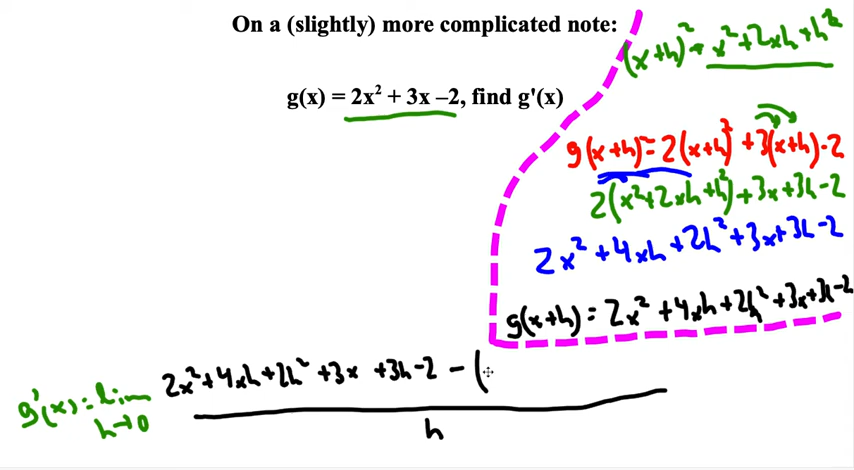 On a (slightly) more complicated note:
(x+h)² = x²+2xh+h²
g(x) = 2x² + 3x –2, find g'(x)
g(x+h)=2(x+h)²+3(x+h)-2
2(x²+2xh+h²)+3x+3h-2
2x²+4xh+2h²+3x+3h-2
g(x+h)=2x²+4xh+2h²+3x+3h-2
2x²+4xh+2h²+3x+3h-2-(
g'(x)=lim
h→0
h